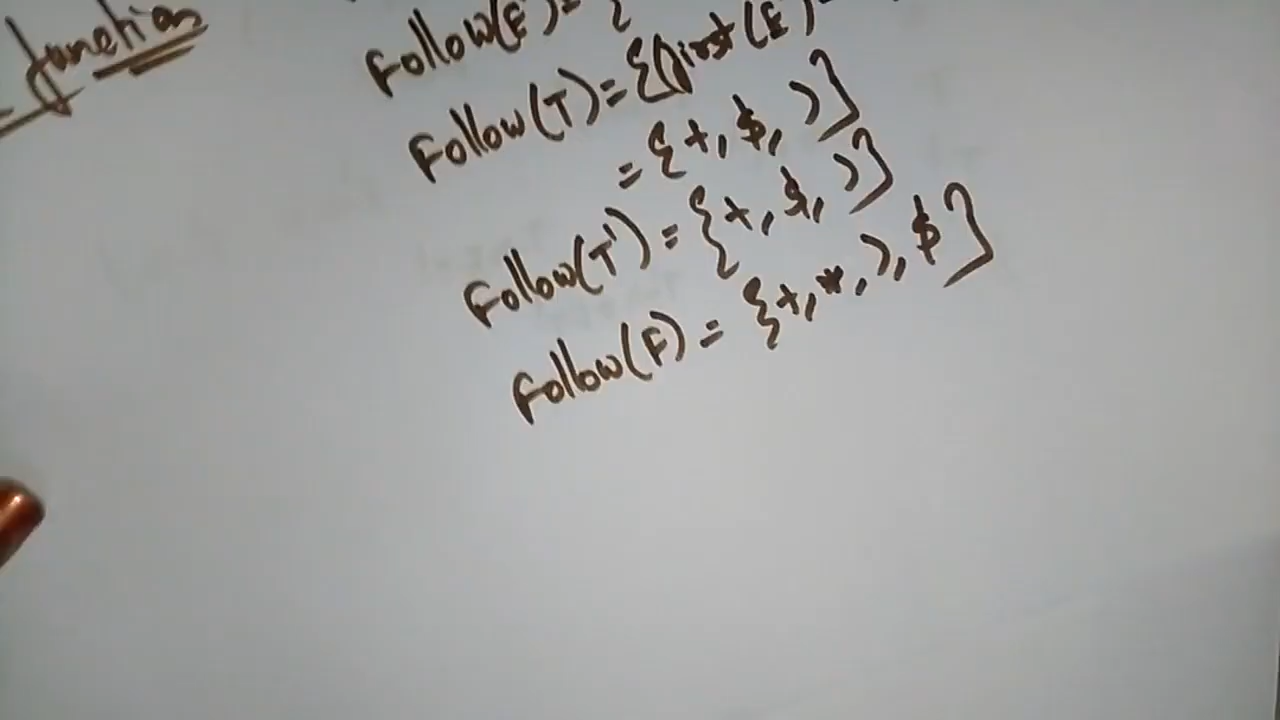 function
Follow(E')= {
Follow(T)= {first(E'
= {+, $, )}
Follow(T')= {+, $, )}
Follow(F)= {+,*, ), $}